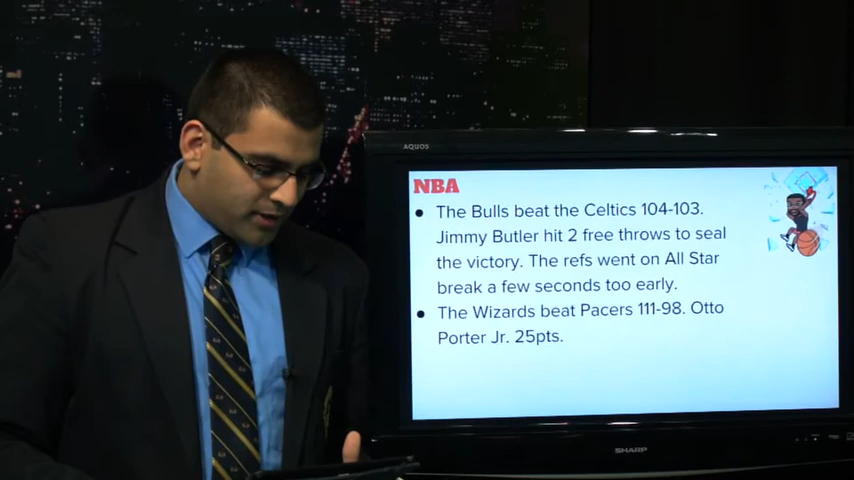 AQUOS
NBA
● The Bulls beat the Celtics 104-103.
Jimmy Butler hit 2 free throws to seal
the victory. The refs went on All Star
break a few seconds too early.
● The Wizards beat Pacers 111-98. Otto
Porter Jr. 25pts.
SHARP